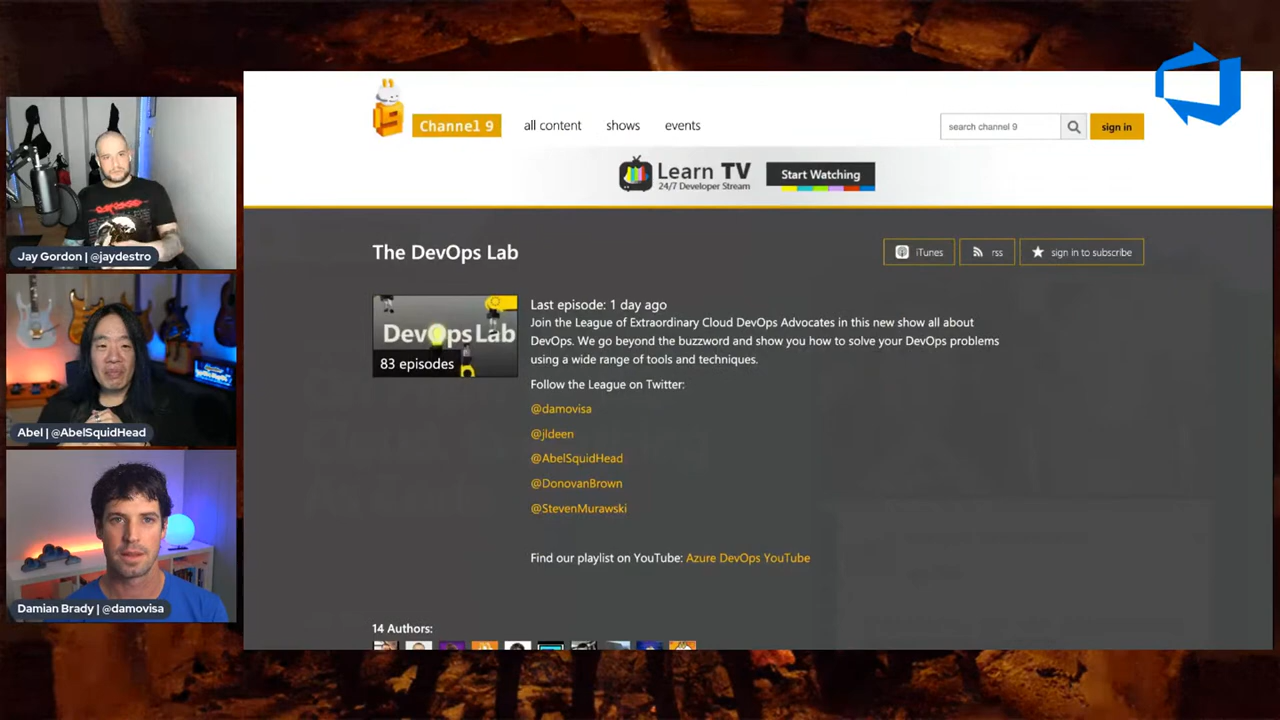 Channel 9
all content
shows
events
search channel 9
sign in
Learn TV
24/7 Developer Stream
Start Watching
Jay Gordon | @jaydestro
Abel | @AbelSquidHead
Damian Brady | @damovisa
The DevOps Lab
iTunes
rss
sign in to subscribe
DevOps Lab
83 episodes
Last episode: 1 day ago
Join the League of Extraordinary Cloud DevOps Advocates in this new show all about
DevOps. We go beyond the buzzword and show you how to solve your DevOps problems
using a wide range of tools and techniques.
Follow the League on Twitter:
@damovisa
@jldeen
@AbelSquidHead
@DonovanBrown
@StevenMurawski
Find our playlist on YouTube: Azure DevOps YouTube
14 Authors: